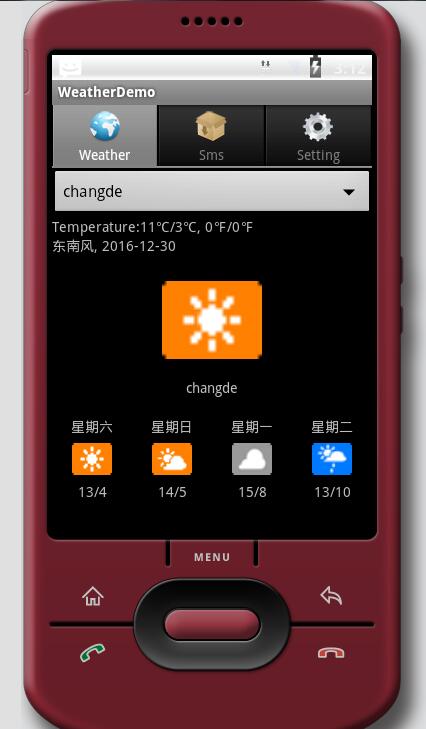 3:12
WeatherDemo
Weather
Sms
Setting
changde
Temperature:11℃/3℃, 0℉/0℉
东南风, 2016-12-30
changde
星期六 星期日 星期一 星期二
13/4 14/5 15/8 13/10
MENU